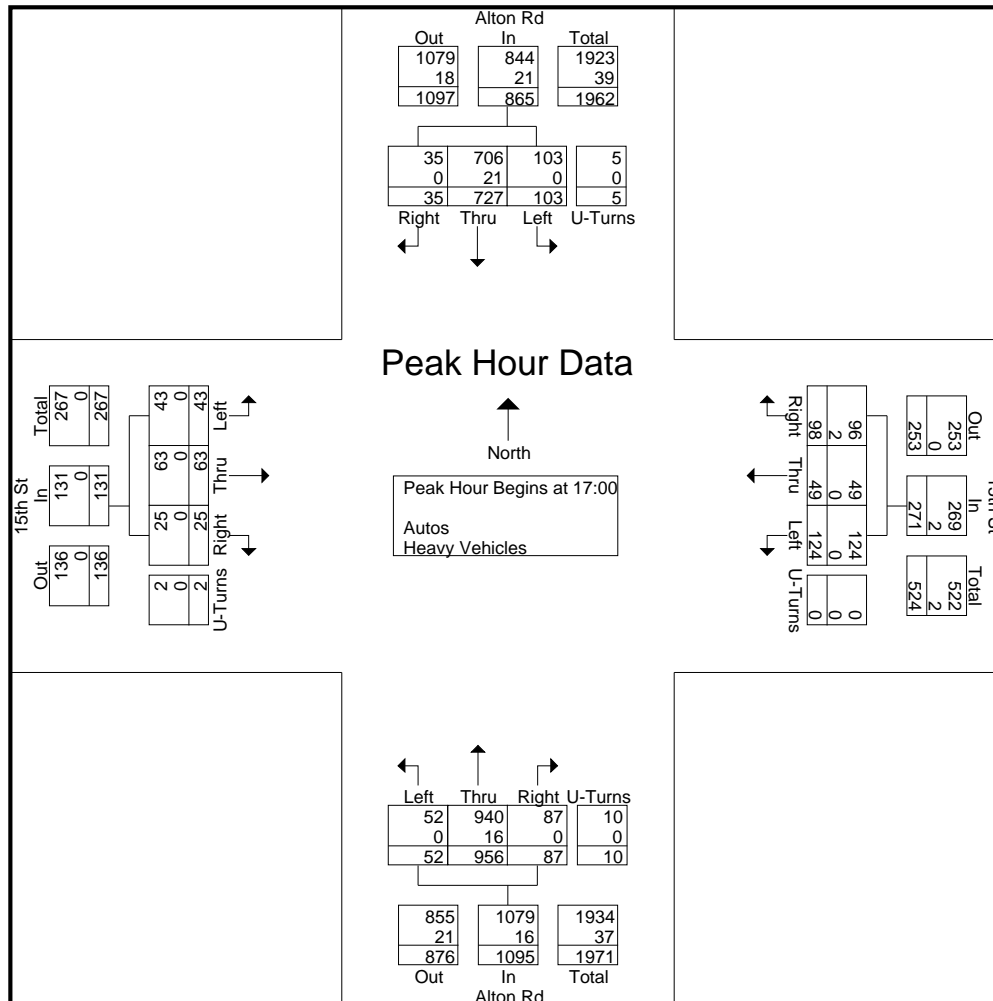 Alton Rd
Out In Total
1079 844 1923
18 21 39
1097 865 1962
35 706 103 5
0 21 0 0
35 727 103 5
Right Thru Left U-Turns
Peak Hour Data
North
Peak Hour Begins at 17:00
Autos
Heavy Vehicles
15th St
Total In Out
267 131 136
0 0 0
267 131 136
43 63 25 2
0 0 0 0
43 63 25 2
Left Thru Right U-Turns
Right Thru Left U-Turns
98 49 124 0
2 0 0 0
96 49 124 0
253 271 524
0 2 2
253 269 522
Out In Total
St
Left Thru Right U-Turns
52 940 87 10
0 16 0 0
52 956 87 10
855 1079 1934
21 16 37
876 1095 1971
Out In Total
Alton Rd